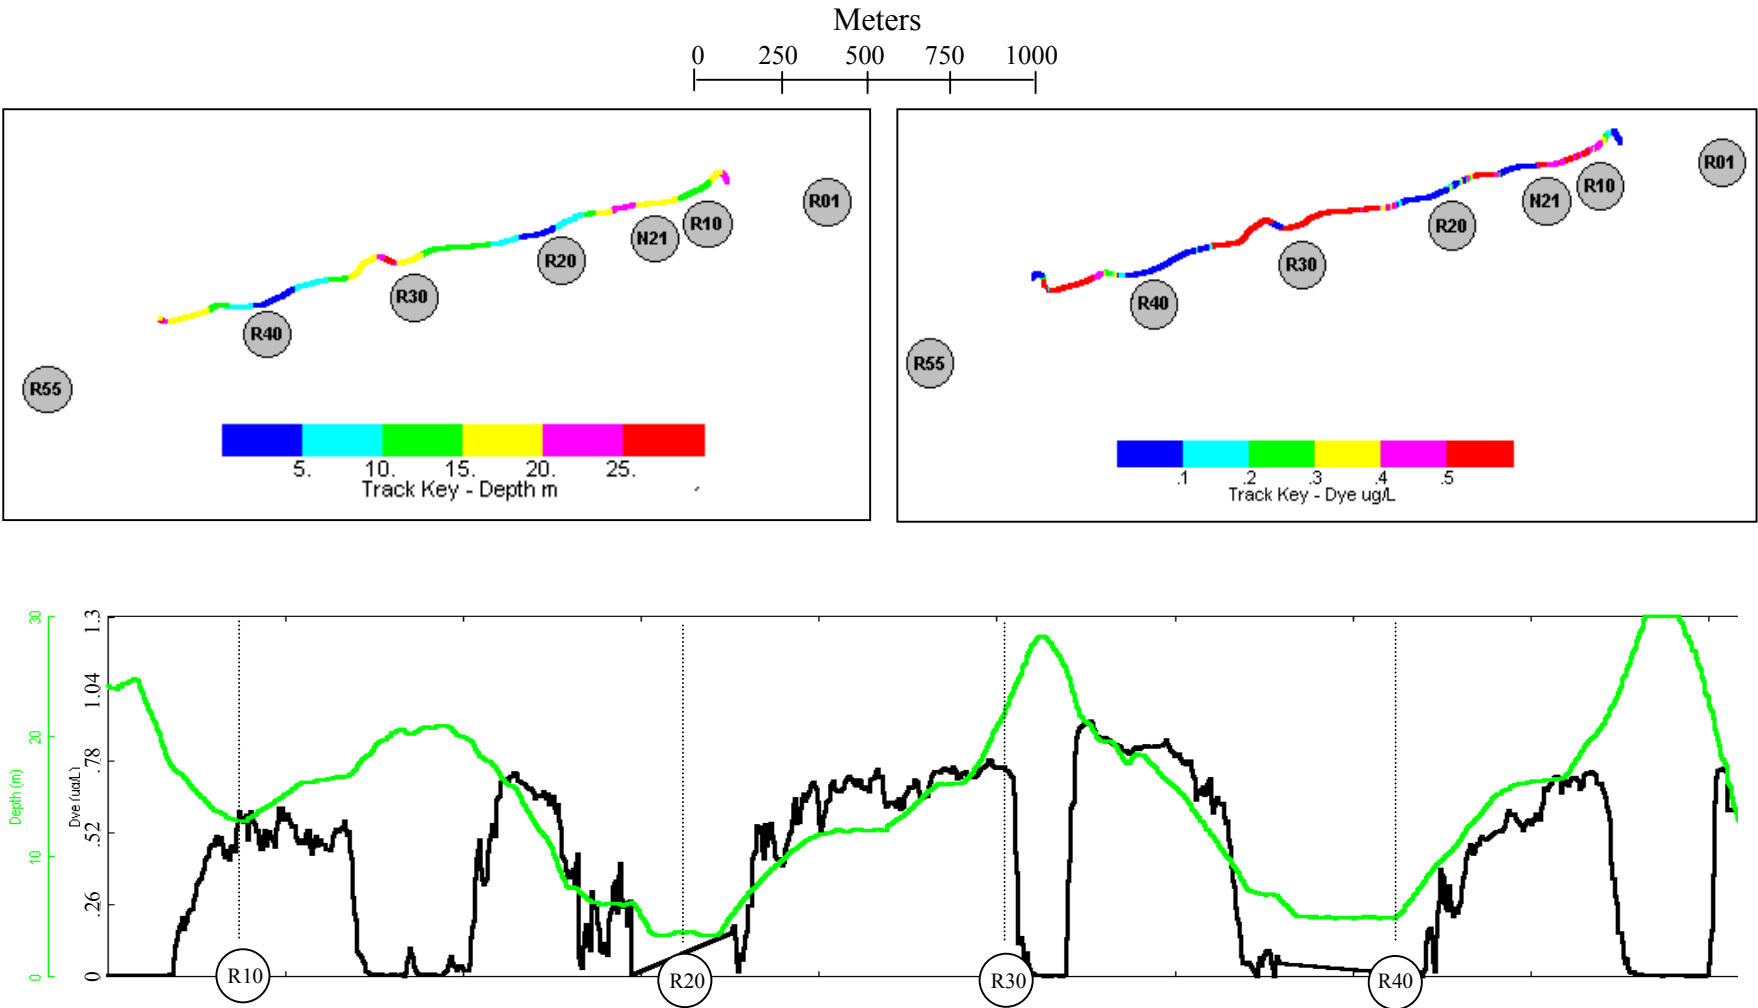 Meters
0 250 500 750 1000
R01
R10
N21
R20
R30
R40
R55
5. 10. 15. 20. 25.
Track Key - Depth m
R01
R10
N21
R20
R30
R40
R55
.1 .2 .3 .4 .5
Track Key - Dye ug/L
Depth (m)
0 10 20 30
Dye (ug/L)
0 .26 .52 .78 1.04 1.3
R10 R20 R30 R40